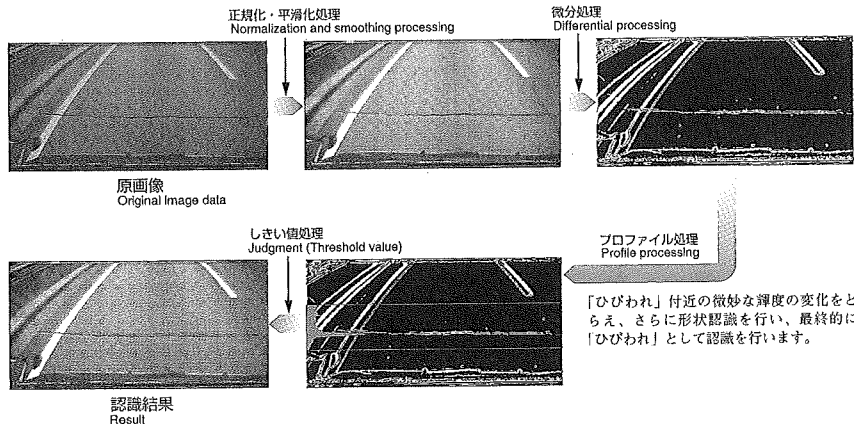 正規化・平滑化処理
Normalization and smoothing processing
微分処理
Differential processing
原画像
Original Image data
しきい値処理
Judgment (Threshold value)
プロファイル処理
Profile processing
「ひびわれ」付近の微妙な輝度の変化をと
らえ、さらに形状認識を行い、最終的に
「ひびわれ」として認識を行います。
認識結果
Result